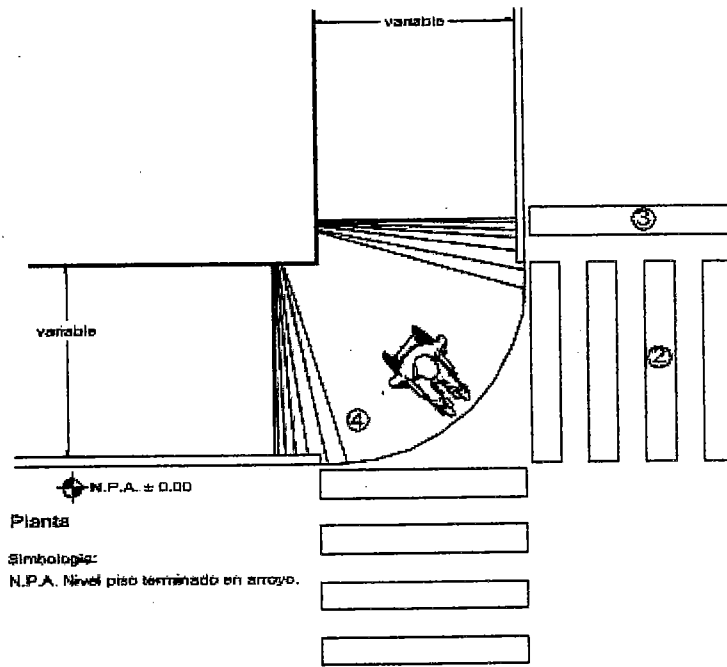 variable
③
②
variable
④
N.P.A. ± 0.00
Planta
Simbología:
N.P.A. Nivel piso terminado en arroyo.